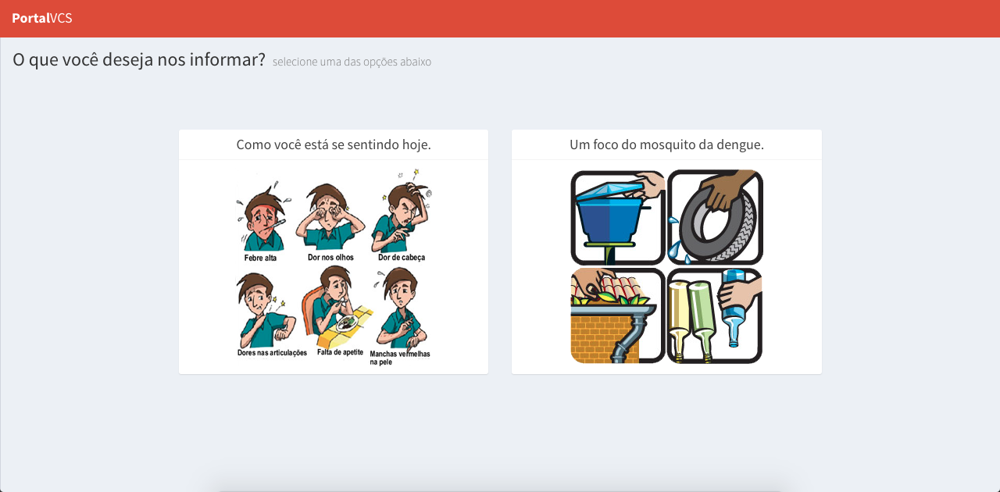 PortalVCS
O que você deseja nos informar? selecione uma das opções abaixo
Como você está se sentindo hoje.
Febre alta
Dor nos olhos
Dor de cabeça
Dores nas articulações
Falta de apetite
Manchas vermelhas
na pele
Um foco do mosquito da dengue.